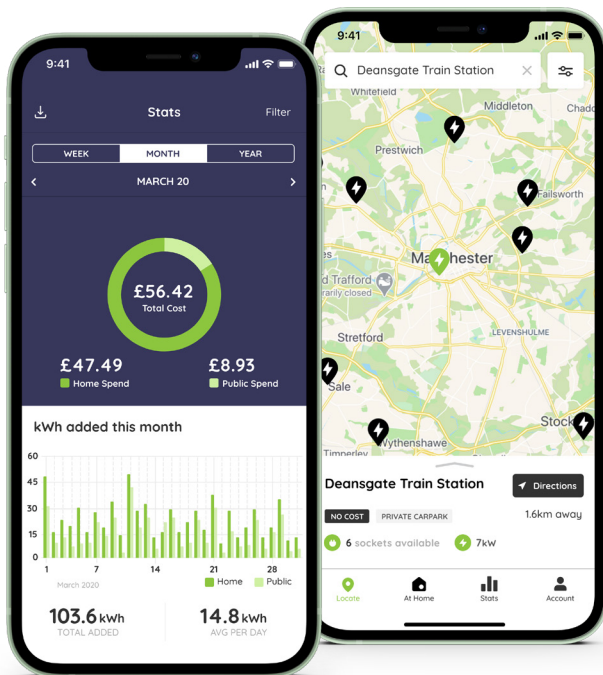 9:41
Stats
Filter
WEEK
MONTH
YEAR
MARCH 20
£56.42
Total Cost
£47.49
Home Spend
£8.93
Public Spend
kWh added this month
60
45
30
15
0
1
7
14
21
28
March 2020
Home
Public
103.6 kWh
TOTAL ADDED
14.8 kWh
AVG PER DAY
9:41
Deansgate Train Station
Whitefield
Middleton
Chadd
Prestwich
Failsworth
Manchester
d Trafford
rarily closed
Stretford
LEVENSHULME
Sale
Stock
Wythenshawe
Timperley
Deansgate Train Station
Directions
NO COST
PRIVATE CARPARK
1.6km away
6 sockets available
7kW
Locate
At Home
Stats
Account